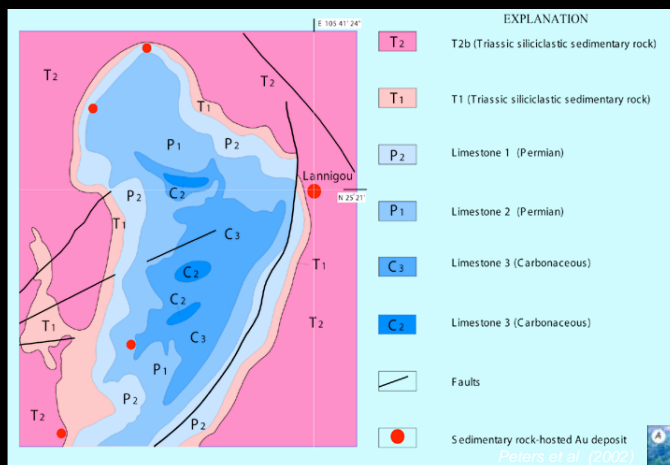 E 105 41' 24"
EXPLANATION
T2
T2b (Triassic siliciclastic sedimentary rock)
T1
T1 (Triassic siliciclastic sedimentary rock)
P2
Limestone 1 (Permian)
P1
Limestone 2 (Permian)
C3
Limestone 3 (Carbonaceous)
C2
Limestone 3 (Carbonaceous)
Faults
Sedimentary rock-hosted Au deposit
Peters et al (2002)
A
T2
T2
T1
P1
P2
Lannigou
N 25 21'
C2
P2
T1
C3
T1
C2
C2
T2
T1
C3
P1
P2
T2
P2